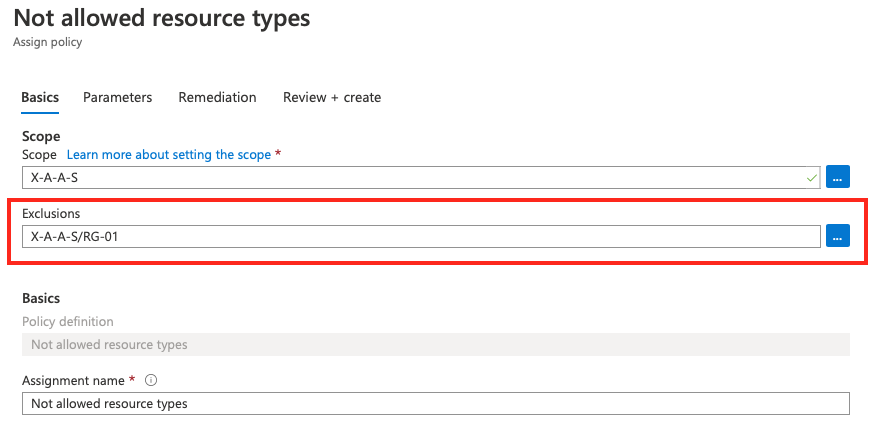 Not allowed resource types
Assign policy
Basics Parameters Remediation Review + create
Scope
Scope Learn more about setting the scope *
X-A-A-S
...
Exclusions
X-A-A-S/RG-01
...
Basics
Policy definition
Not allowed resource types
Assignment name *
Not allowed resource types